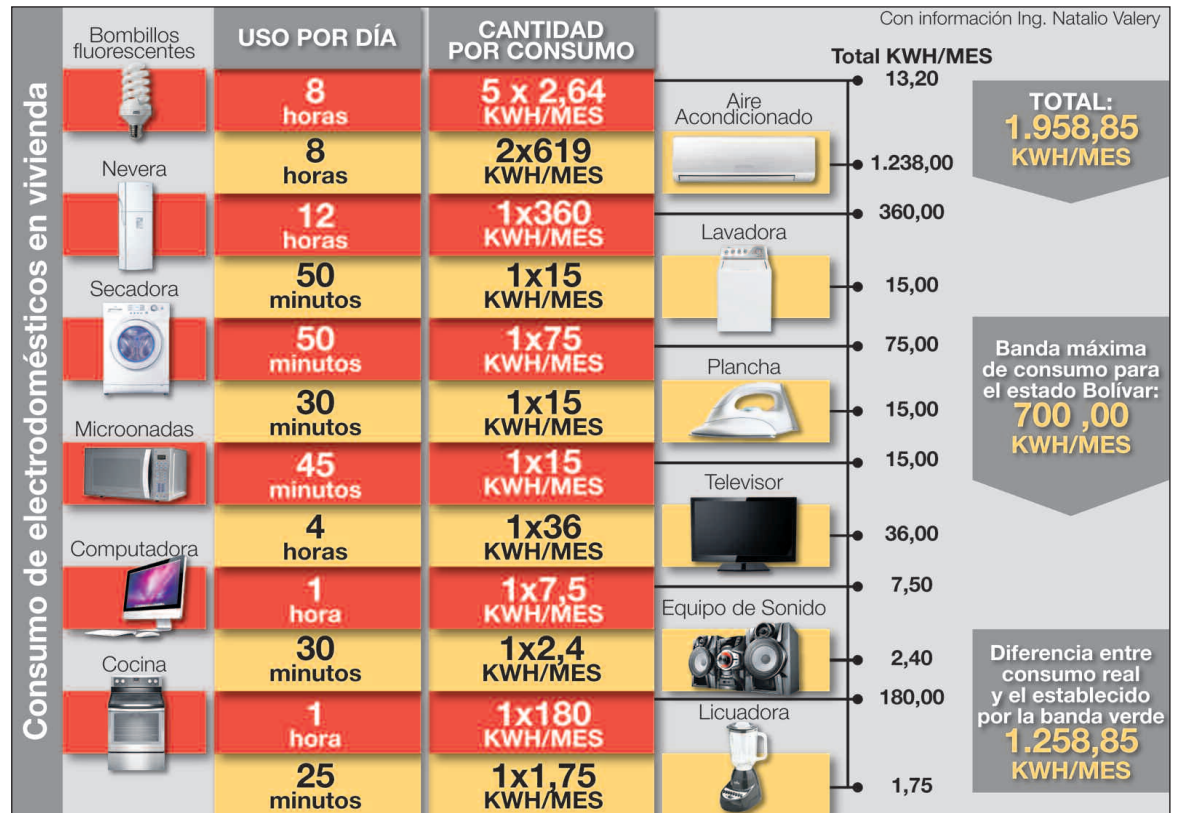 Consumo de electrodomésticos en vivienda
Bombillos
fluorescentes
USO POR DÍA
CANTIDAD
POR CONSUMO
Con información Ing. Natalio Valery
Total KWH/MES
8
horas
5 x 2,64
KWH/MES
13,20
Aire
Acondicionado
8
horas
2x619
KWH/MES
1.238,00
Nevera
12
horas
1x360
KWH/MES
360,00
Lavadora
50
minutos
1x15
KWH/MES
15,00
Secadora
50
minutos
1x75
KWH/MES
75,00
Plancha
30
minutos
1x15
KWH/MES
15,00
Microonadas
45
minutos
1x15
KWH/MES
15,00
Televisor
4
horas
1x36
KWH/MES
36,00
Computadora
1
hora
1x7,5
KWH/MES
7,50
Equipo de Sonido
30
minutos
1x2,4
KWH/MES
2,40
Cocina
1
hora
1x180
KWH/MES
180,00
Licuadora
25
minutos
1x1,75
KWH/MES
1,75
TOTAL:
1.958,85
KWH/MES
Banda máxima
de consumo para
el estado Bolívar:
700 ,00
KWH/MES
Diferencia entre
consumo real
y el establecido
por la banda verde
1.258,85
KWH/MES